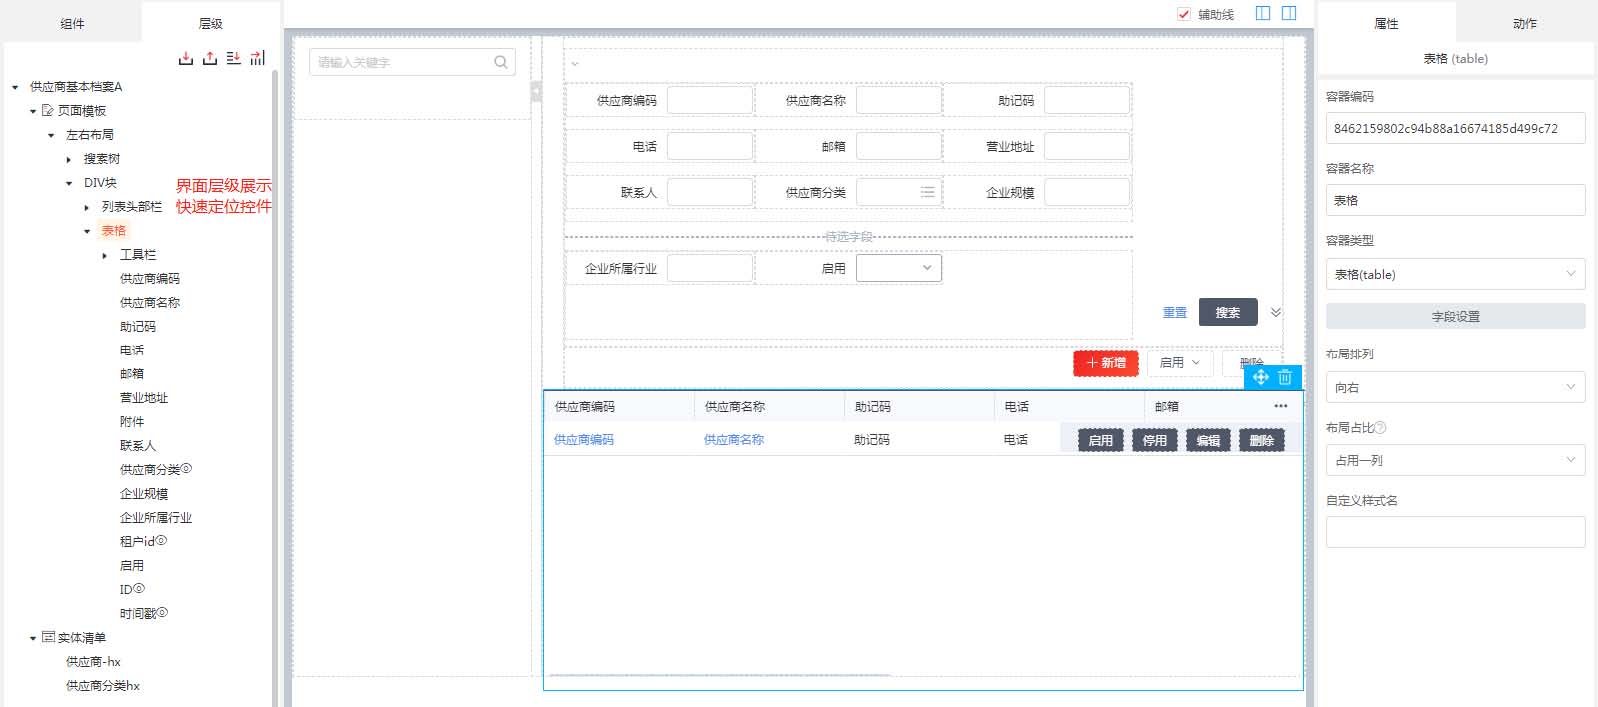 组件
层级
供应商基本档案A
页面模板
左右布局
搜索树
DIV块
列表头部栏
表格
工具栏
供应商编码
供应商名称
助记码
电话
邮箱
营业地址
附件
联系人
供应商分类
企业规模
企业所属行业
租户id
启用
ID
时间戳
实体清单
供应商-hx
供应商分类hx
界面层级展示
快速定位控件
辅助线
请输入关键字
供应商编码 供应商名称 助记码
电话 邮箱 营业地址
联系人 供应商分类 企业规模
待选字段
企业所属行业 启用
重置 搜索
新增 启用 删除
供应商编码 供应商名称 助记码 电话 邮箱
供应商编码 供应商名称 助记码 电话 启用 停用 编辑 删除
属性 动作
表格 (table)
容器编码
8462159802c94b88a16674185d499c72
容器名称
表格
容器类型
表格(table)
字段设置
布局排列
向右
布局占比?
占用一列
自定义样式名